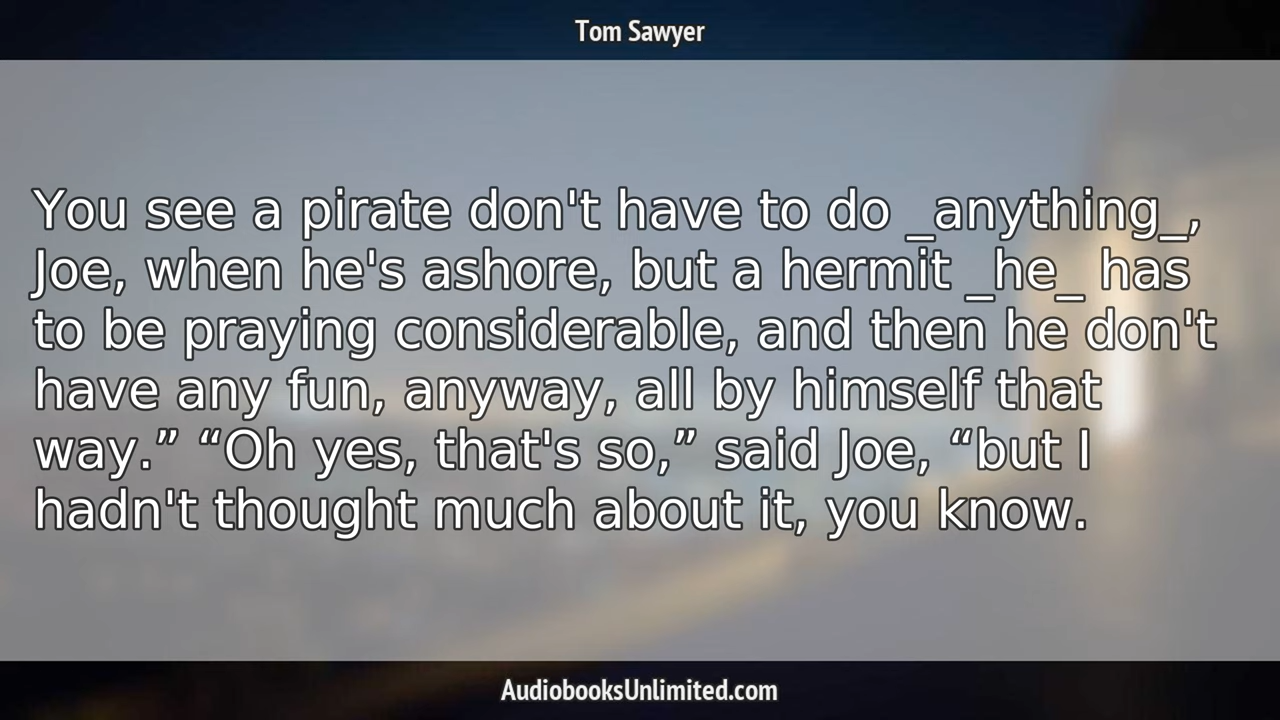 Tom Sawyer
You see a pirate don't have to do _anything_,
Joe, when he's ashore, but a hermit _he_ has
to be praying considerable, and then he don't
have any fun, anyway, all by himself that
way.” “Oh yes, that's so,” said Joe, “but I
hadn't thought much about it, you know.
AudiobooksUnlimited.com